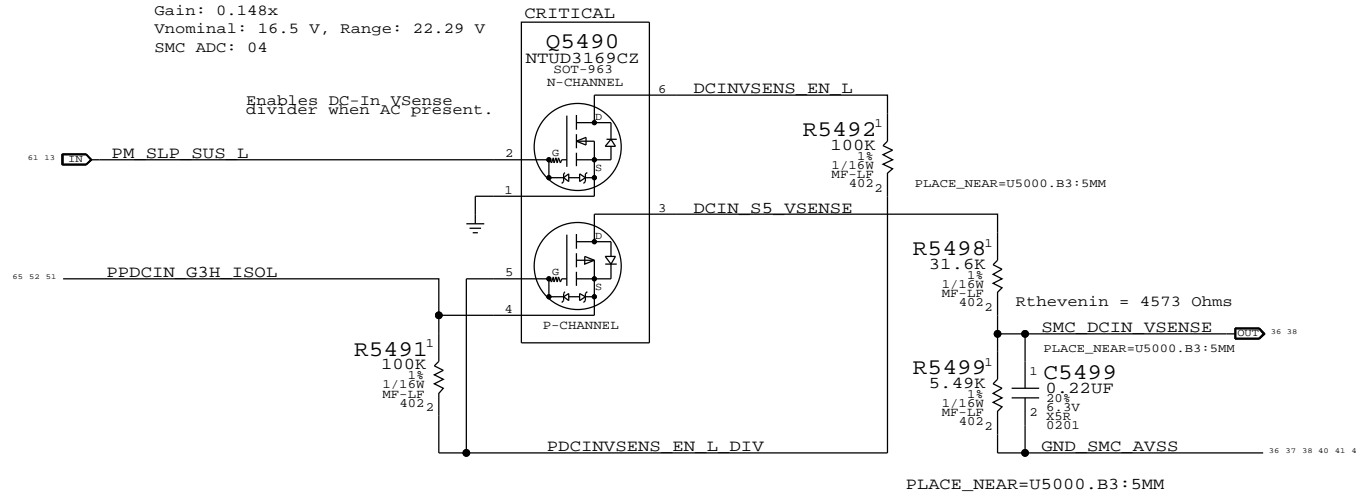 Gain: 0.148x
Vnominal: 16.5 V, Range: 22.29 V
SMC ADC: 04
CRITICAL
Q5490
NTUD3169CZ
SOT-963
N-CHANNEL
Enables DC-In VSense
divider when AC present.
6 DCINVSENS_EN_L
D
G
S
R5492 1
100K
1%
1/16W
MF-LF
402 2
PLACE_NEAR=U5000.B3:5MM
61 13 IN PM_SLP_SUS_L 2
1
3 DCIN_S5_VSENSE
D
G
S
R5498 1
31.6K
1%
1/16W
MF-LF
402 2
65 52 51 PPDCIN_G3H_ISOL
5
4
P-CHANNEL
Rthevenin = 4573 Ohms
SMC_DCIN_VSENSE OUT 36 38
PLACE_NEAR=U5000.B3:5MM
R5491 1
100K
1%
1/16W
MF-LF
402 2
R5499 1
5.49K
1%
1/16W
MF-LF
402 2
1 C5499
0.22UF
20%
6.3V
2 X5R
0201
PDCINVSENS_EN_L_DIV
GND_SMC_AVSS 36 37 38 40 41 4
PLACE_NEAR=U5000.B3:5MM